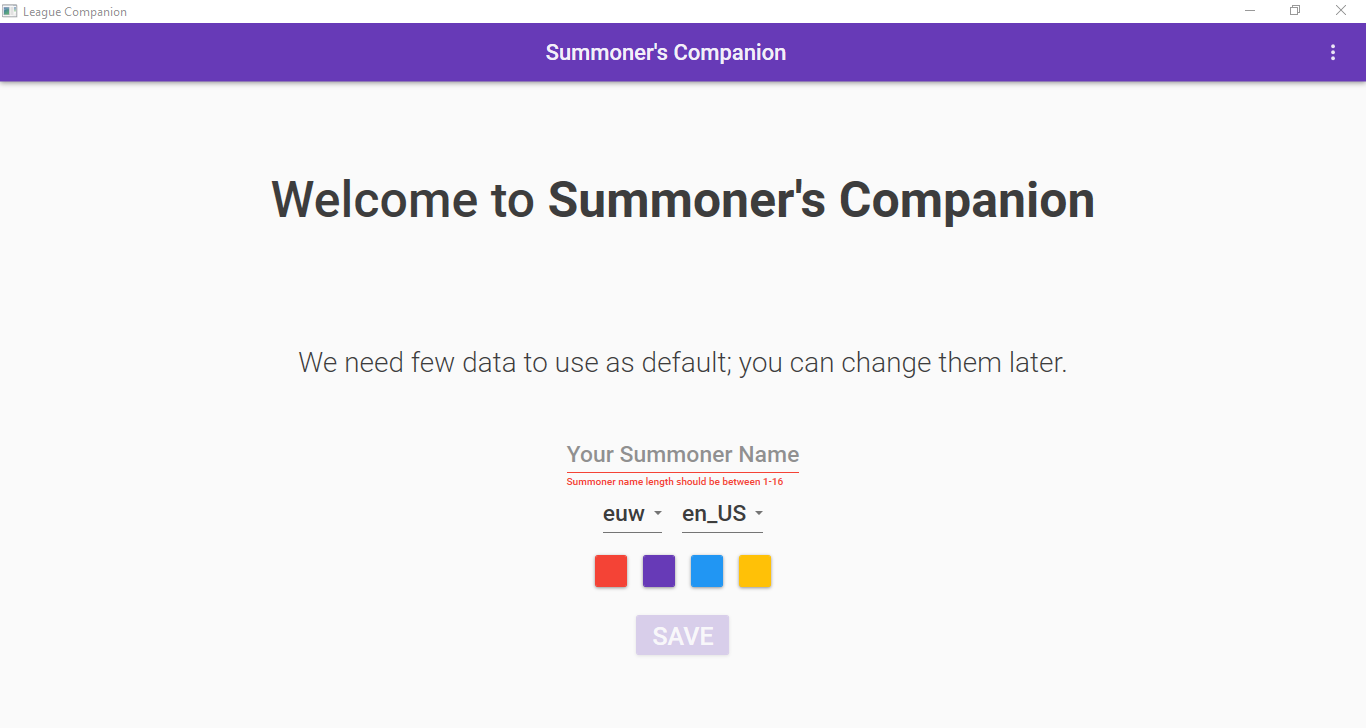 League Companion
Summoner's Companion
Welcome to Summoner's Companion
We need few data to use as default; you can change them later.
Your Summoner Name
Summoner name length should be between 1-16
euw en_US
SAVE